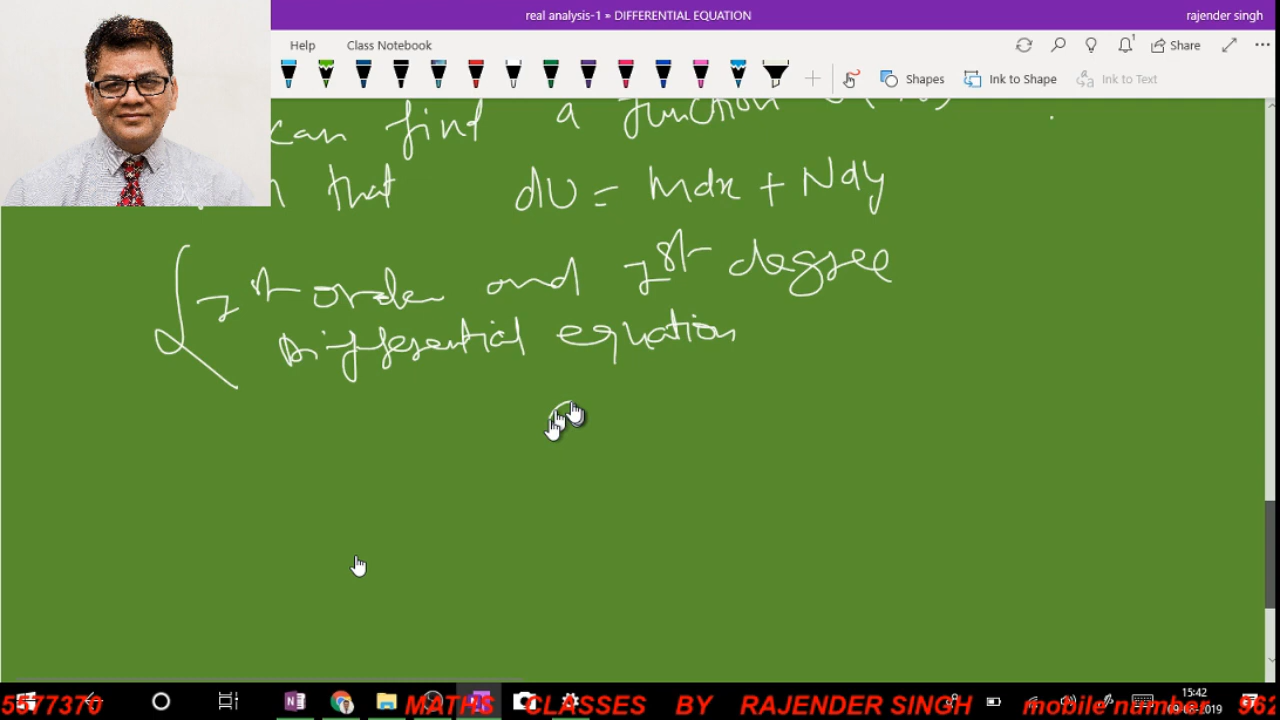 real analysis-1 » DIFFERENTIAL EQUATION rajender singh
Help Class Notebook Share
Shapes Ink to Shape Ink to Text
can find a function
that dU = Mdx + Ndy
1st order and 1st degree
Differential equation
15:42
5577370 MATHS CLASSES BY RAJENDER SINGH mobile number 962